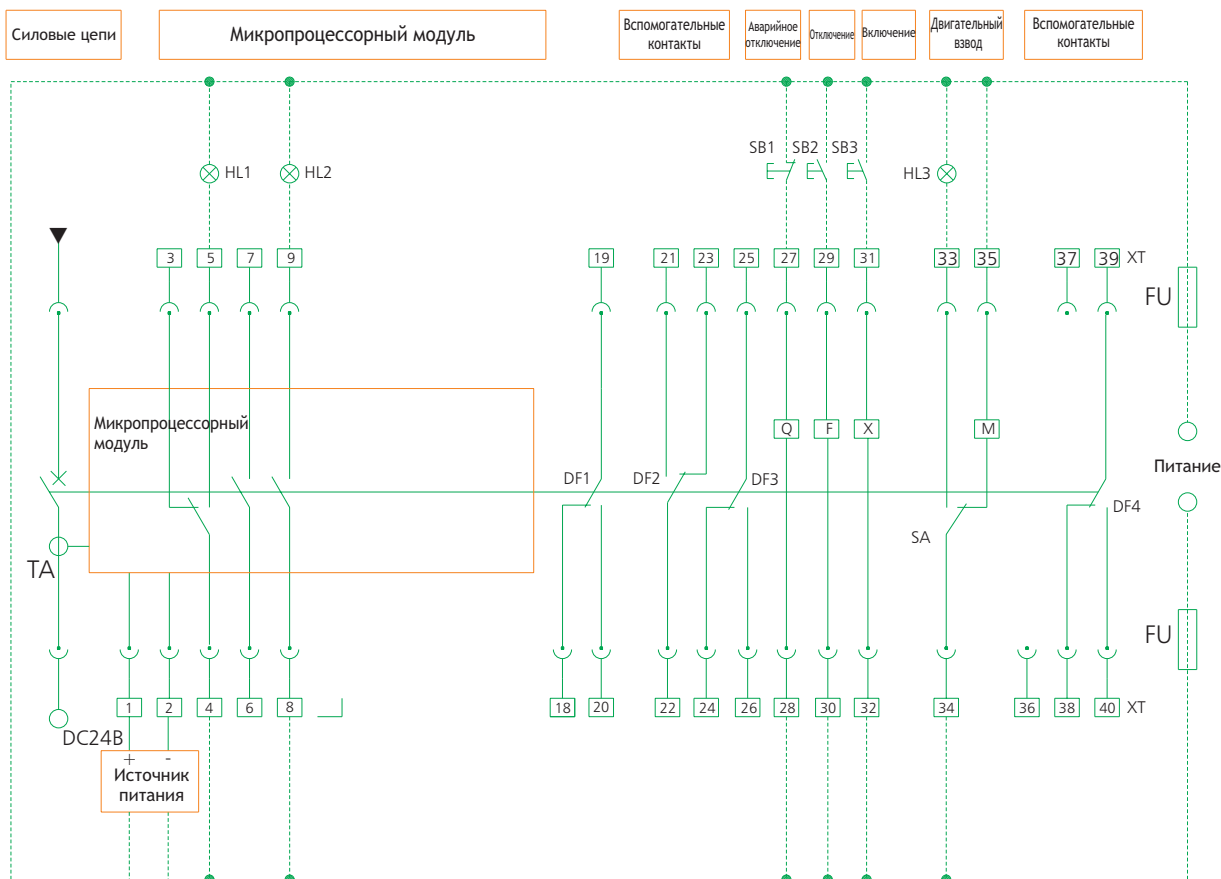 Силовые цепи
Микропроцессорный модуль
Вспомогательные
контакты
Аварийное
отключение
Отключение
Включение
Двигательный
взвод
Вспомогательные
контакты
SB1
SB2
SB3
HL1
HL2
HL3
3
5
7
9
19
21
23
25
27
29
31
33
35
37
39
XT
FU
Микропроцессорный
модуль
Q
F
X
M
Питание
DF1
DF2
DF3
DF4
SA
TA
FU
1
2
4
6
8
18
20
22
24
26
28
30
32
34
36
38
40
XT
DC24В
+
-
Источник
питания